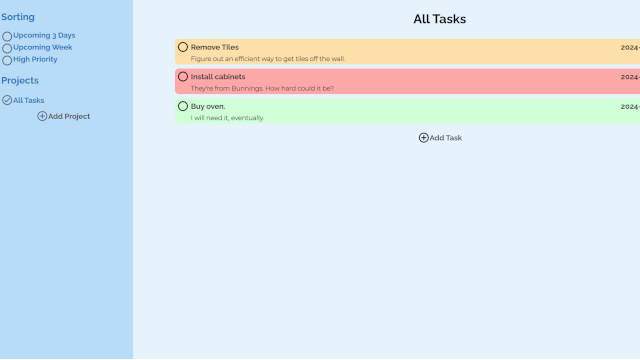 Sorting
Upcoming 3 Days
Upcoming Week
High Priority
Projects
All Tasks
Add Project
All Tasks
Remove Tiles 2024-
Figure out an efficient way to get tiles off the wall.
Install cabinets 2024-
They're from Bunnings. How hard could it be?
Buy oven. 2024-
I will need it, eventually.
Add Task